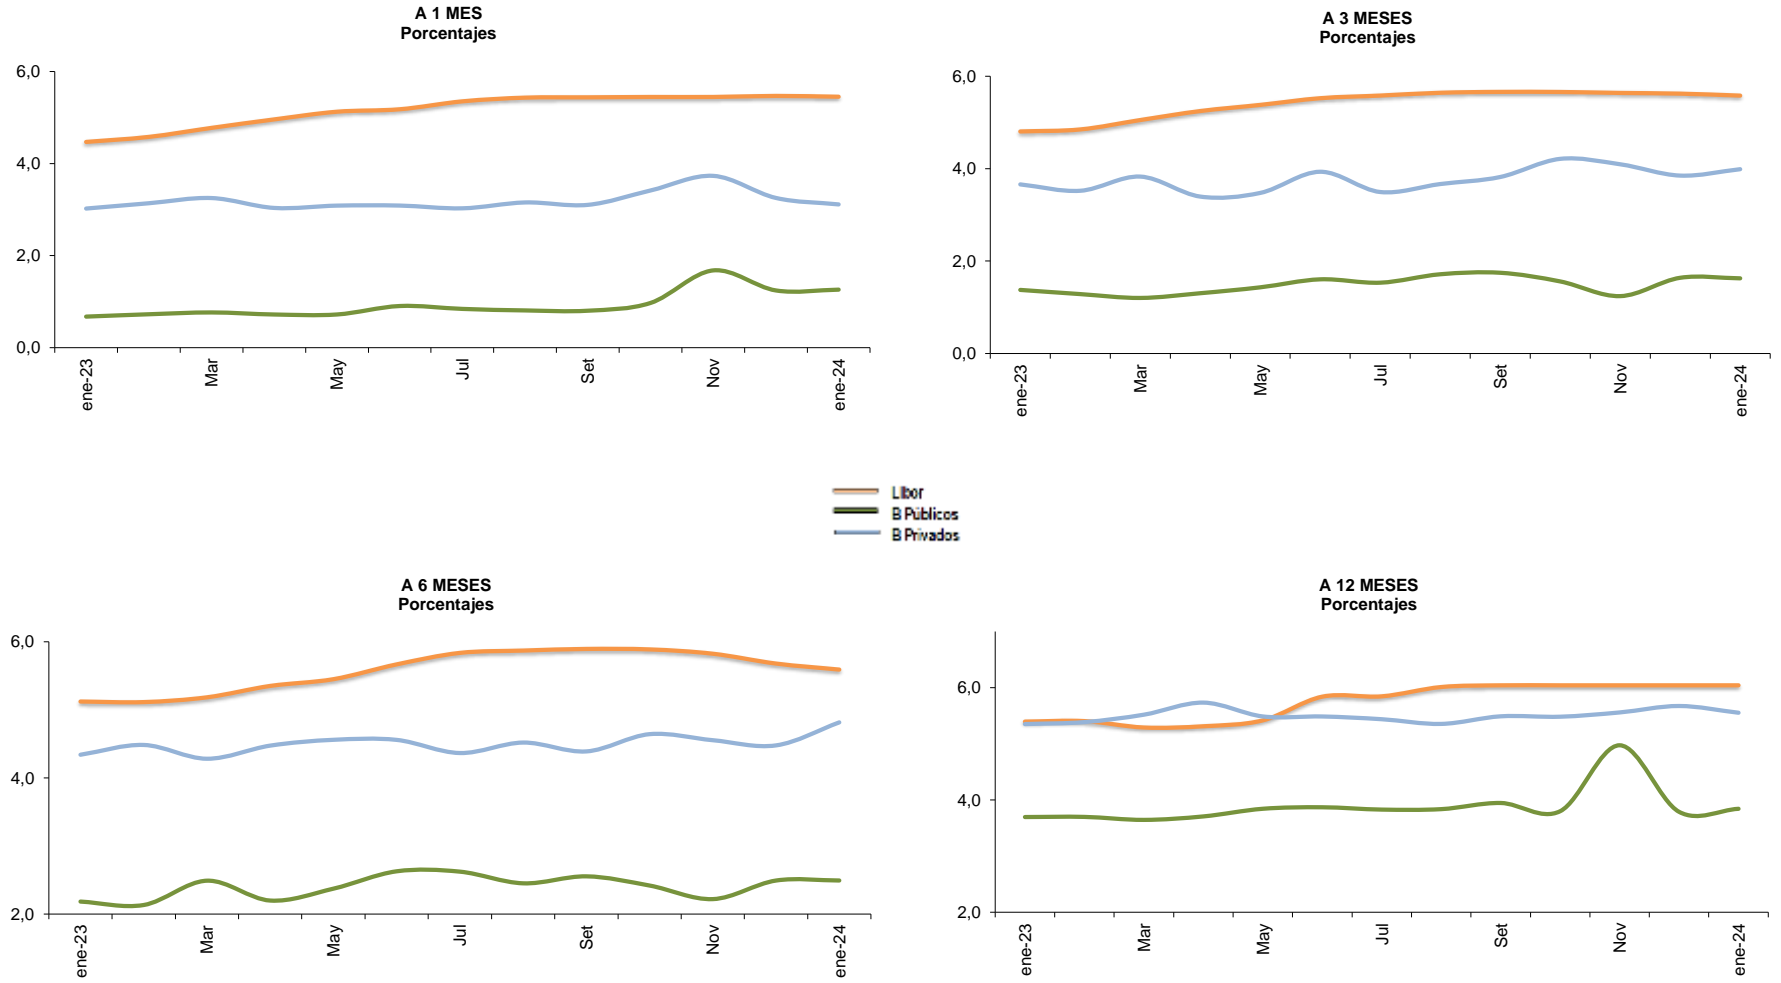 A 1 MES
Porcentajes
6,0
4,0
2,0
0,0
ene-23
Mar
May
Jul
Set
Nov
ene-24
A 3 MESES
Porcentajes
6,0
4,0
2,0
0,0
ene-23
Mar
May
Jul
Set
Nov
ene-24
Libor
B Públicos
B Privados
A 6 MESES
Porcentajes
6,0
4,0
2,0
ene-23
Mar
May
Jul
Set
Nov
ene-24
A 12 MESES
Porcentajes
6,0
4,0
2,0
ene-23
Mar
May
Jul
Set
Nov
ene-24